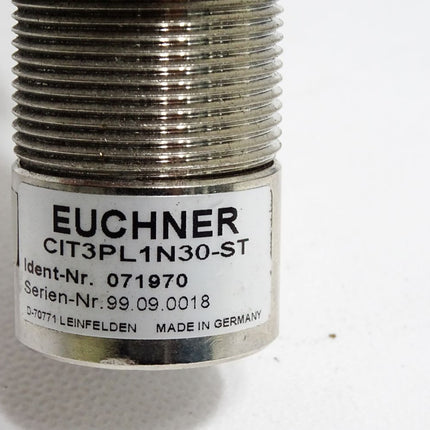 EUCHNER
CIT3PL1N30-ST
Ident-Nr. 071970
Serien-Nr.99.09.0018
D-70771 LEINFELDEN MADE IN GERMANY